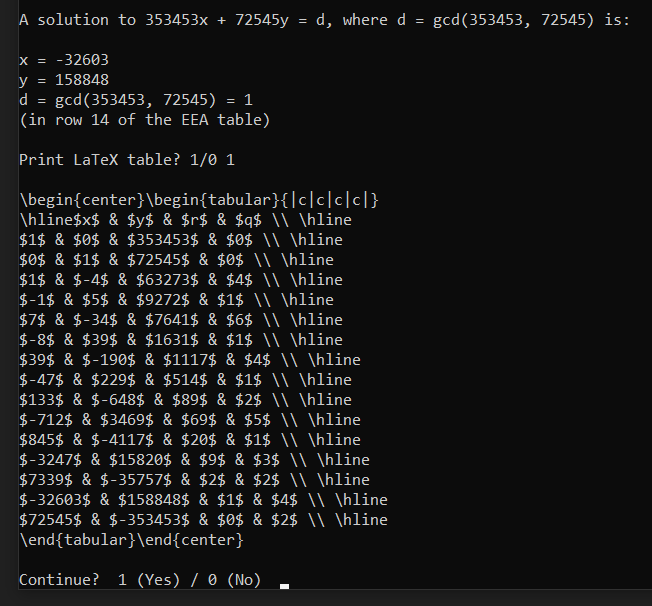 A solution to 353453x + 72545y = d, where d = gcd(353453, 72545) is:
x = -32603
y = 158848
d = gcd(353453, 72545) = 1
(in row 14 of the EEA table)
Print LaTeX table? 1/0 1
\begin{center}\begin{tabular}{|c|c|c|c|}
\hline$x$ & $y$ & $r$ & $q$ \\ \hline
$1$ & $0$ & $353453$ & $0$ \\ \hline
$0$ & $1$ & $72545$ & $0$ \\ \hline
$1$ & $-4$ & $63273$ & $4$ \\ \hline
$-1$ & $5$ & $9272$ & $1$ \\ \hline
$7$ & $-34$ & $7641$ & $6$ \\ \hline
$-8$ & $39$ & $1631$ & $1$ \\ \hline
$39$ & $-190$ & $1117$ & $4$ \\ \hline
$-47$ & $229$ & $514$ & $1$ \\ \hline
$133$ & $-648$ & $89$ & $2$ \\ \hline
$-712$ & $3469$ & $69$ & $5$ \\ \hline
$845$ & $-4117$ & $20$ & $1$ \\ \hline
$-3247$ & $15820$ & $9$ & $3$ \\ \hline
$7339$ & $-35757$ & $2$ & $2$ \\ \hline
$-32603$ & $158848$ & $1$ & $4$ \\ \hline
$72545$ & $-353453$ & $0$ & $2$ \\ \hline
\end{tabular}\end{center}
Continue?  1 (Yes) / 0 (No)